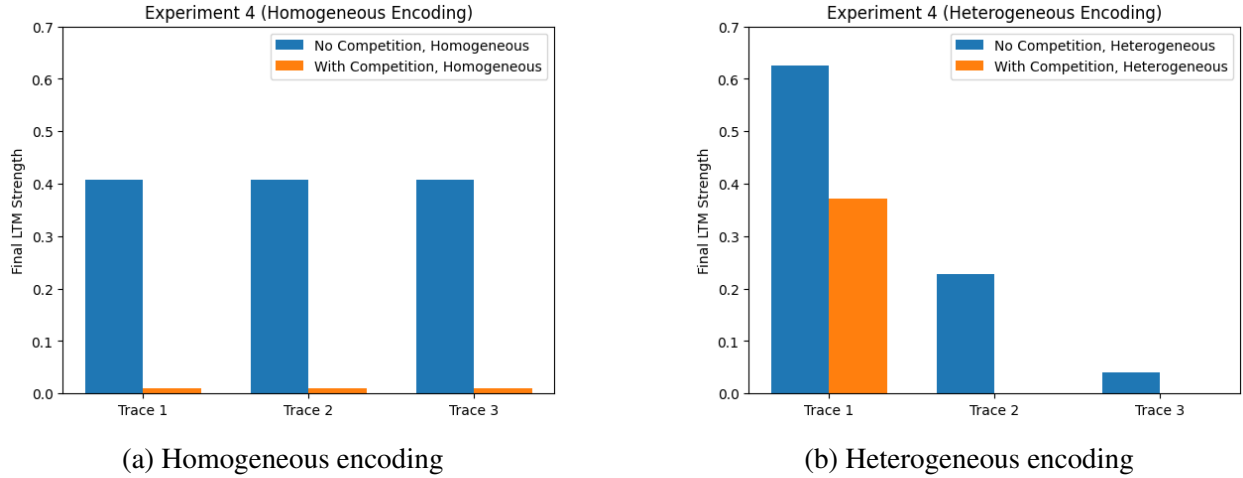 Experiment 4 (Homogeneous Encoding)
0.7
0.6
0.5
0.4
0.3
0.2
0.1
0.0
Final LTM Strength
No Competition, Homogeneous
With Competition, Homogeneous
Trace 1 Trace 2 Trace 3
(a) Homogeneous encoding
Experiment 4 (Heterogeneous Encoding)
0.7
0.6
0.5
0.4
0.3
0.2
0.1
0.0
Final LTM Strength
No Competition, Heterogeneous
With Competition, Heterogeneous
Trace 1 Trace 2 Trace 3
(b) Heterogeneous encoding